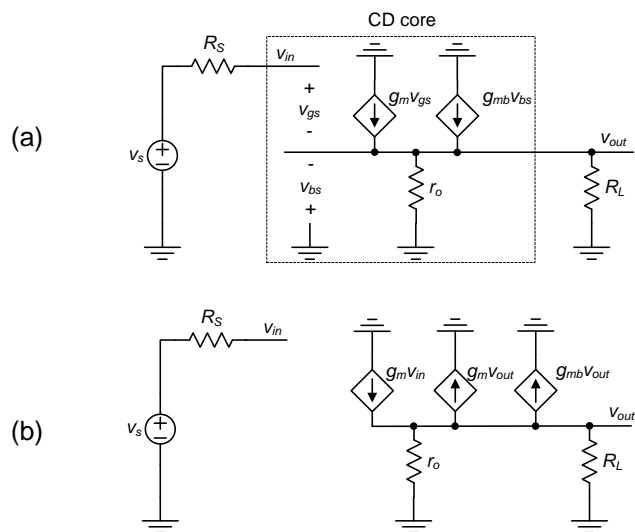 CD core
R_S
v_in
+
v_gs
-
g_m v_gs
g_mb v_bs
(a)
v_s
+
−
-
v_bs
+
r_o
v_out
R_L
R_S
v_in
g_m v_in
g_m v_out
g_mb v_out
(b)
v_s
+
−
r_o
v_out
R_L